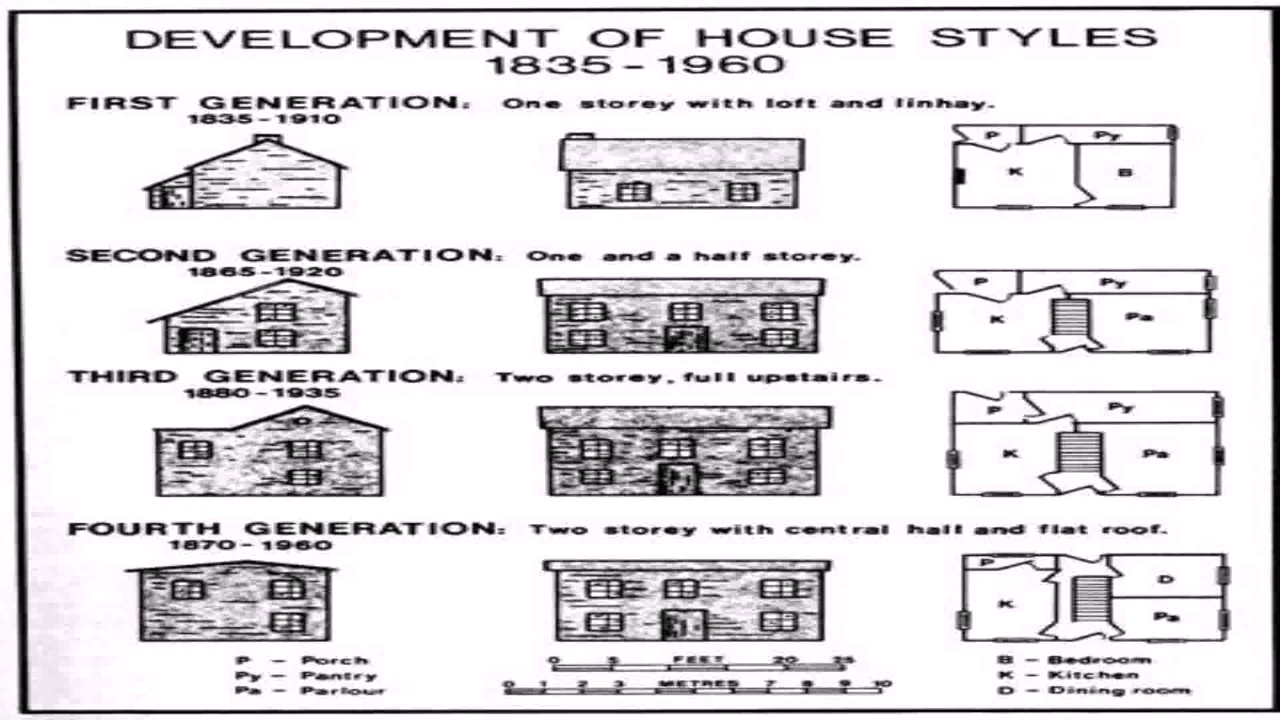 DEVELOPMENT OF HOUSE STYLES
1835-1960
FIRST GENERATION: One storey with loft and linhay.
1835-1910
P Py
K B
SECOND GENERATION: One and a half storey.
1865-1920
P Py
K Pa
THIRD GENERATION: Two storey, full upstairs.
1880-1935
P Py
K Pa
FOURTH GENERATION: Two storey with central hall and flat roof.
1870-1960
P
D
K
Pa
P - Porch
Py - Pantry
Pa - Parlour
0 5 FEET 20 25
0 1 2 3 METRES 7 8 9 10
B - Bedroom
K - Kitchen
D - Dining room